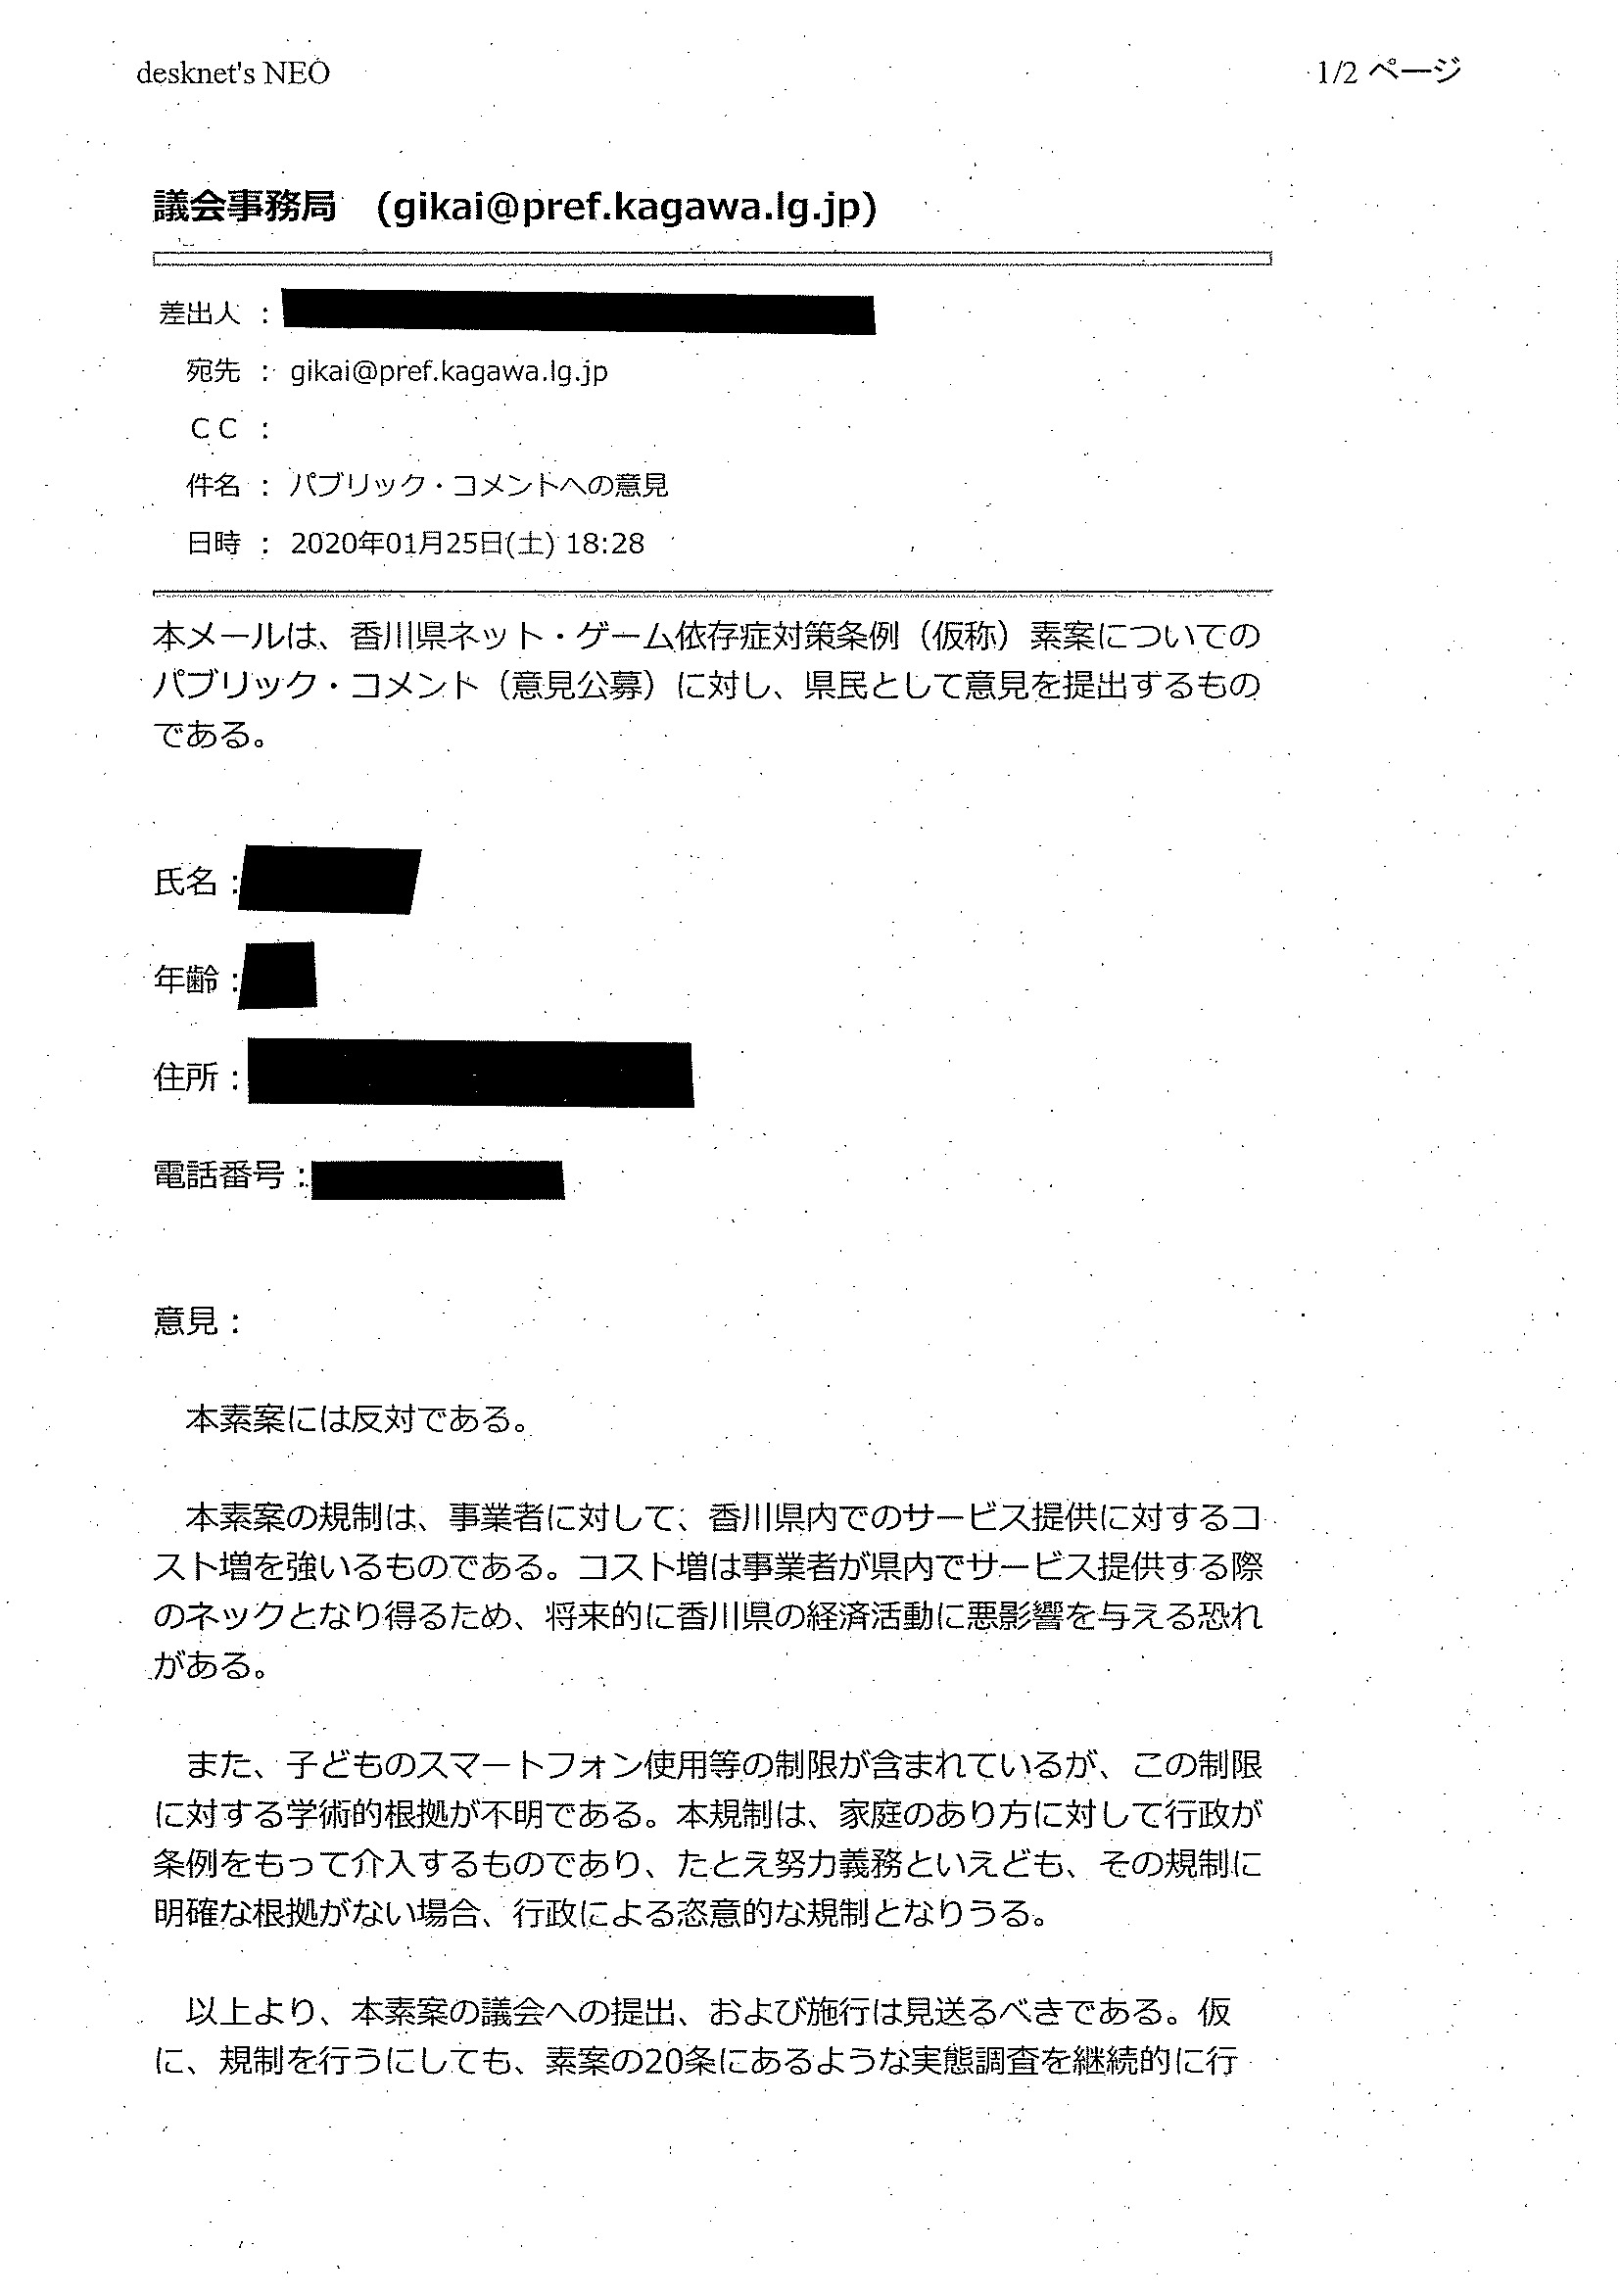 desknet's NEO
1/2 ページ
議会事務局 (gikai@pref.kagawa.lg.jp)
差出人 :
宛先 : gikai@pref.kagawa.lg.jp
CC :
件名 : パブリック・コメントへの意見
日時 : 2020年01月25日(土) 18:28
本メールは、香川県ネット・ゲーム依存症対策条例（仮称）素案についての
パブリック・コメント（意見公募）に対し、県民として意見を提出するもの
である。
氏名：
年齢：
住所：
電話番号：
意見：
本素案には反対である。
本素案の規制は、事業者に対して、香川県内でのサービス提供に対するコ
スト増を強いるものである。コスト増は事業者が県内でサービス提供する際
のネックとなり得るため、将来的に香川県の経済活動に悪影響を与える恐れ
がある。
また、子どものスマートフォン使用等の制限が含まれているが、この制限
に対する学術的根拠が不明である。本規制は、家庭のあり方に対して行政が
条例をもって介入するものであり、たとえ努力義務といえども、その規制に
明確な根拠がない場合、行政による恣意的な規制となりうる。
以上より、本素案の議会への提出、および施行は見送るべきである。仮
に、規制を行うにしても、素案の20条にあるような実態調査を継続的に行